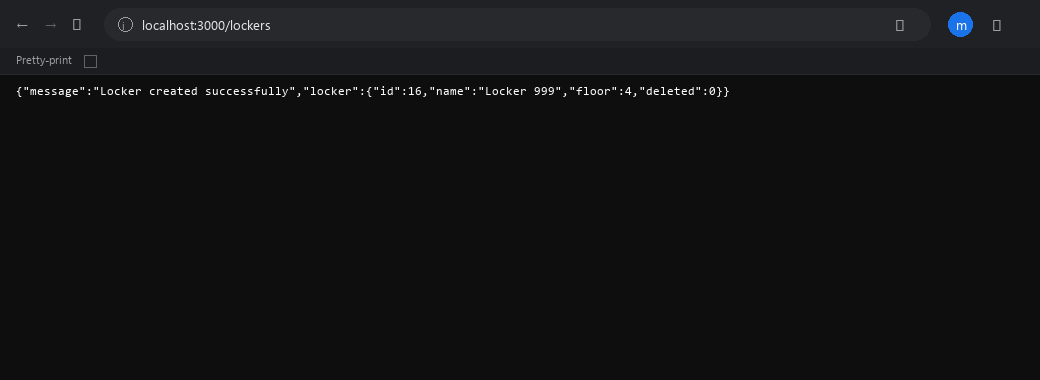 localhost:3000/lockers
m
Pretty-print
{"message":"Locker created successfully","locker":{"id":16,"name":"Locker 999","floor":4,"deleted":0}}